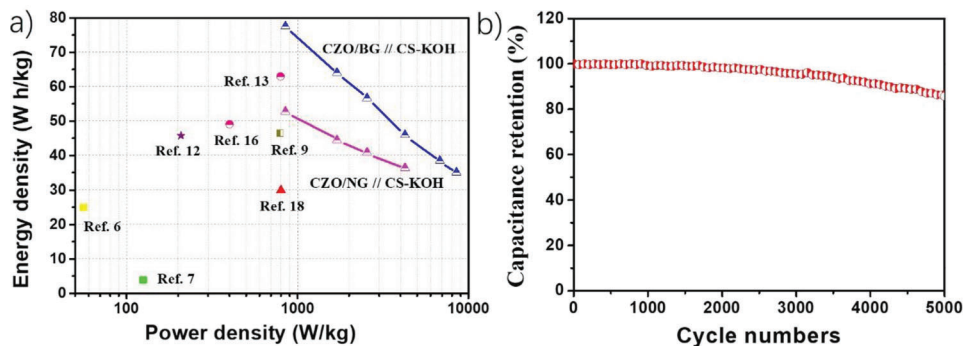 a)
Energy density (W h/kg)
80
70
60
50
40
30
20
10
0
CZO/BG // CS-KOH
Ref. 13
Ref. 12
Ref. 16
Ref. 9
CZO/NG // CS-KOH
Ref. 18
Ref. 6
Ref. 7
100
1000
10000
Power density (W/kg)
b)
Capacitance retention (%)
120
100
80
60
40
20
0
0
1000
2000
3000
4000
5000
Cycle numbers